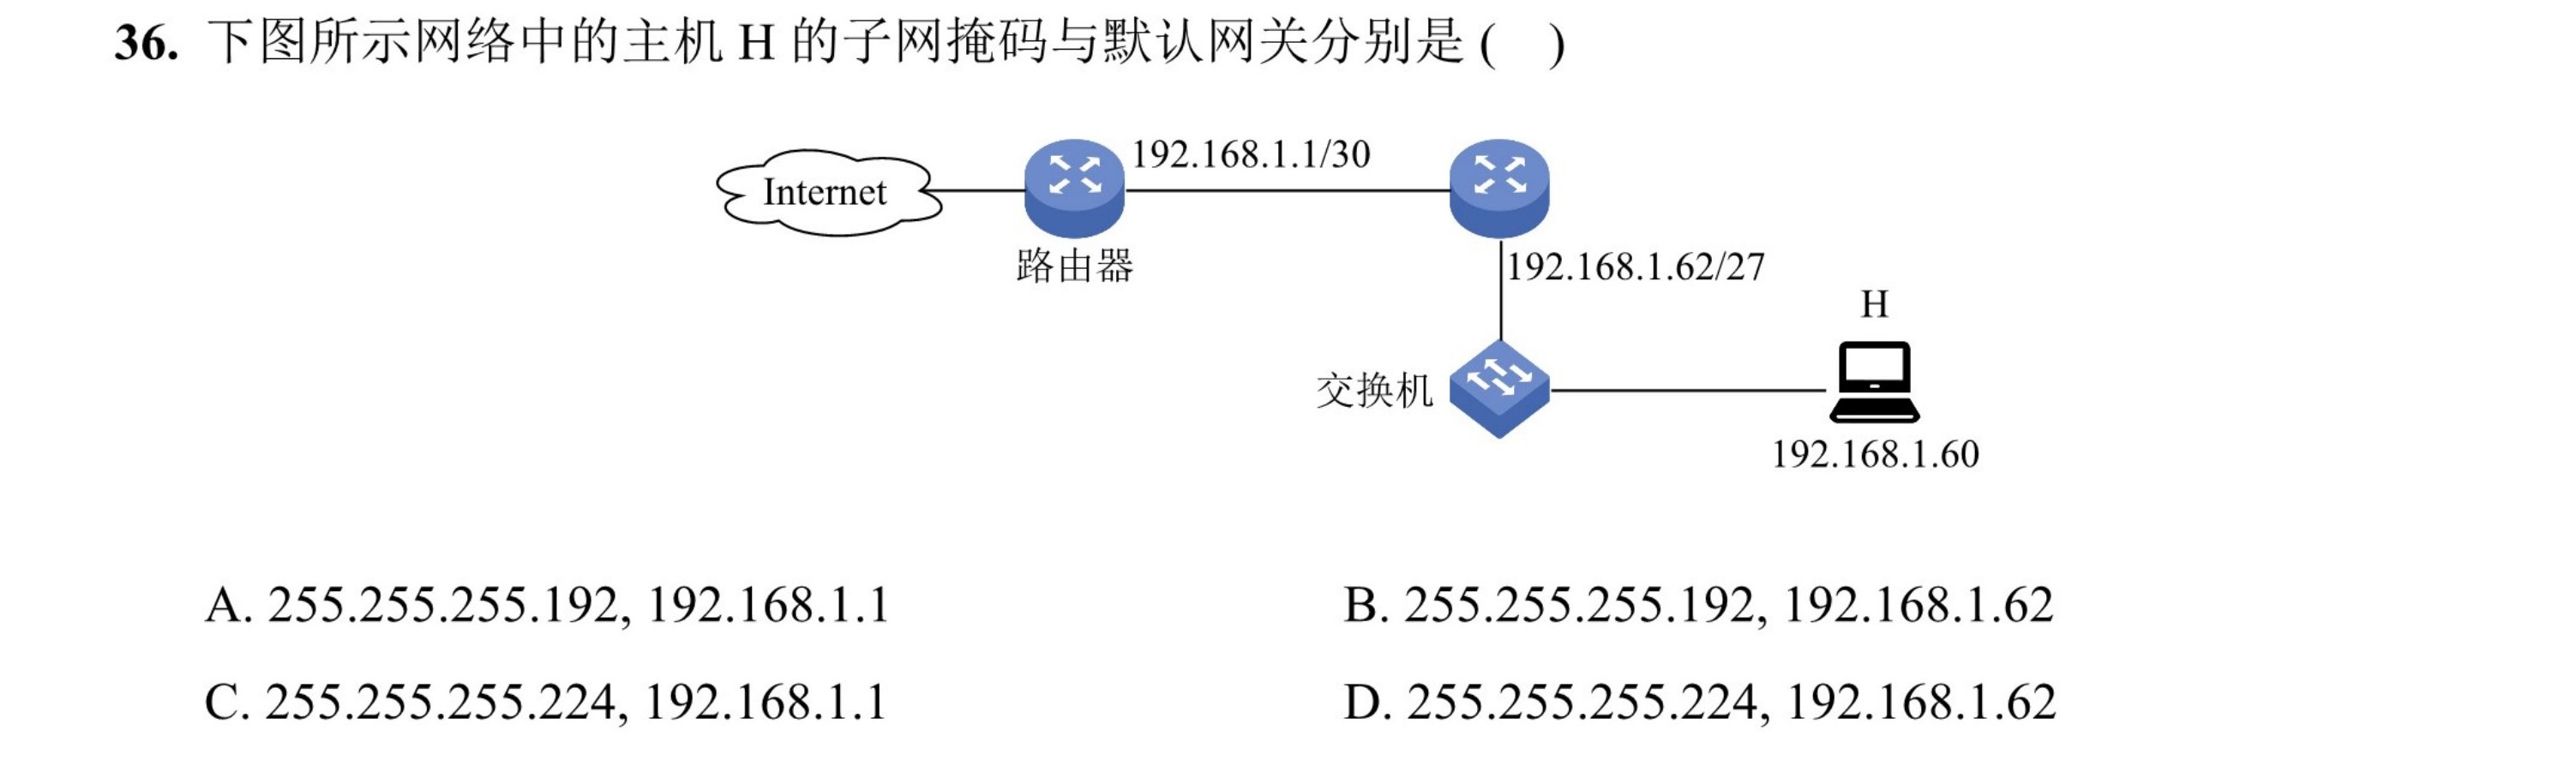 36. 下图所示网络中的主机 H 的子网掩码与默认网关分别是 (   )
192.168.1.1/30
Internet
路由器
192.168.1.62/27
H
交换机
192.168.1.60
A. 255.255.255.192, 192.168.1.1
B. 255.255.255.192, 192.168.1.62
C. 255.255.255.224, 192.168.1.1
D. 255.255.255.224, 192.168.1.62